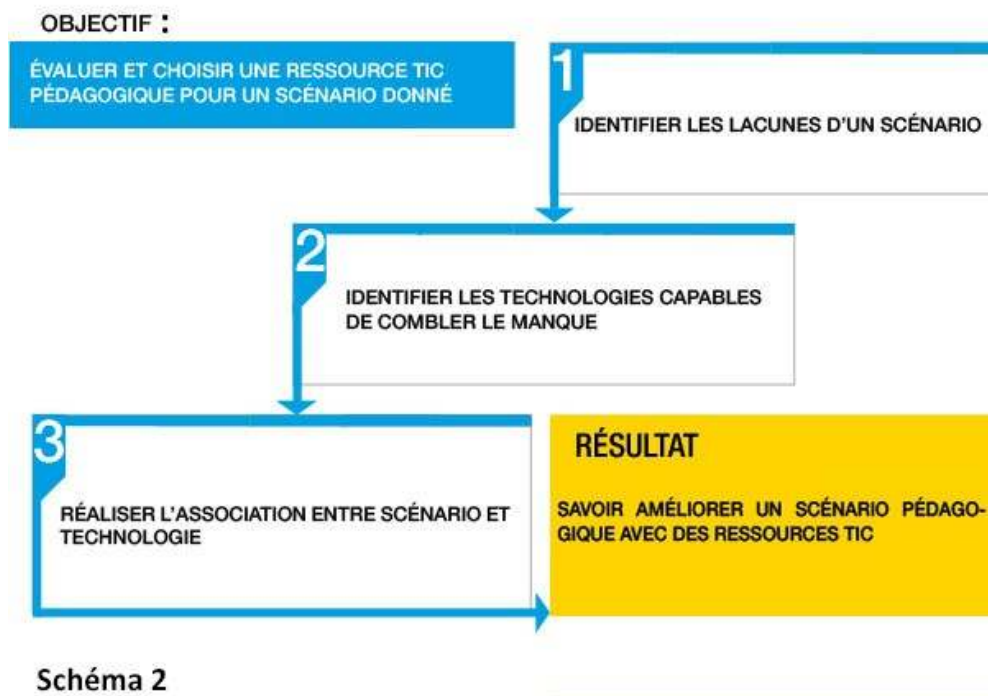 OBJECTIF :
ÉVALUER ET CHOISIR UNE RESSOURCE TIC
PÉDAGOGIQUE POUR UN SCÉNARIO DONNÉ
1
IDENTIFIER LES LACUNES D'UN SCÉNARIO
2
IDENTIFIER LES TECHNOLOGIES CAPABLES
DE COMBLER LE MANQUE
3
RÉALISER L'ASSOCIATION ENTRE SCÉNARIO ET
TECHNOLOGIE
RÉSULTAT
SAVOIR AMÉLIORER UN SCÉNARIO PÉDAGO-
GIQUE AVEC DES RESSOURCES TIC
Schéma 2